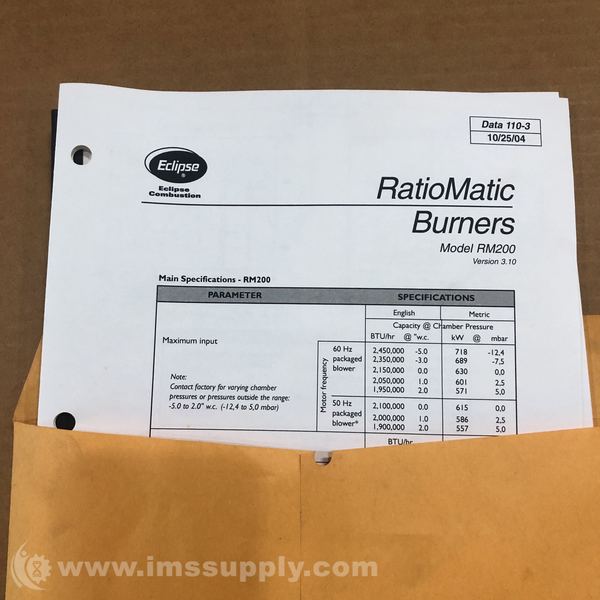 Data 110-3
10/25/04
Eclipse
®
Eclipse
Combustion
RatioMatic
Burners
Model RM200
Version 3.10
Main Specifications - RM200
PARAMETER SPECIFICATIONS
English Metric
Capacity @ Chamber Pressure
BTU/hr @ "w.c. kW @ mbar
Maximum input
Note:
Contact factory for varying chamber
pressures or pressures outside the range:
-5.0 to 2.0" w.c. (-12,4 to 5,0 mbar)
Motor frequency
60 Hz
packaged
blower
2,450,000 -5.0 718 -12,4
2,350,000 -3.0 689 -7,5
2,150,000 0.0 630 0,0
2,050,000 1.0 601 2,5
1,950,000 2.0 571 5,0
50 Hz
packaged
blower*
2,100,000 0.0 615 0,0
2,000,000 1.0 586 2,5
1,900,000 2.0 557 5,0
BTU/hr kW
www.imssupply.com